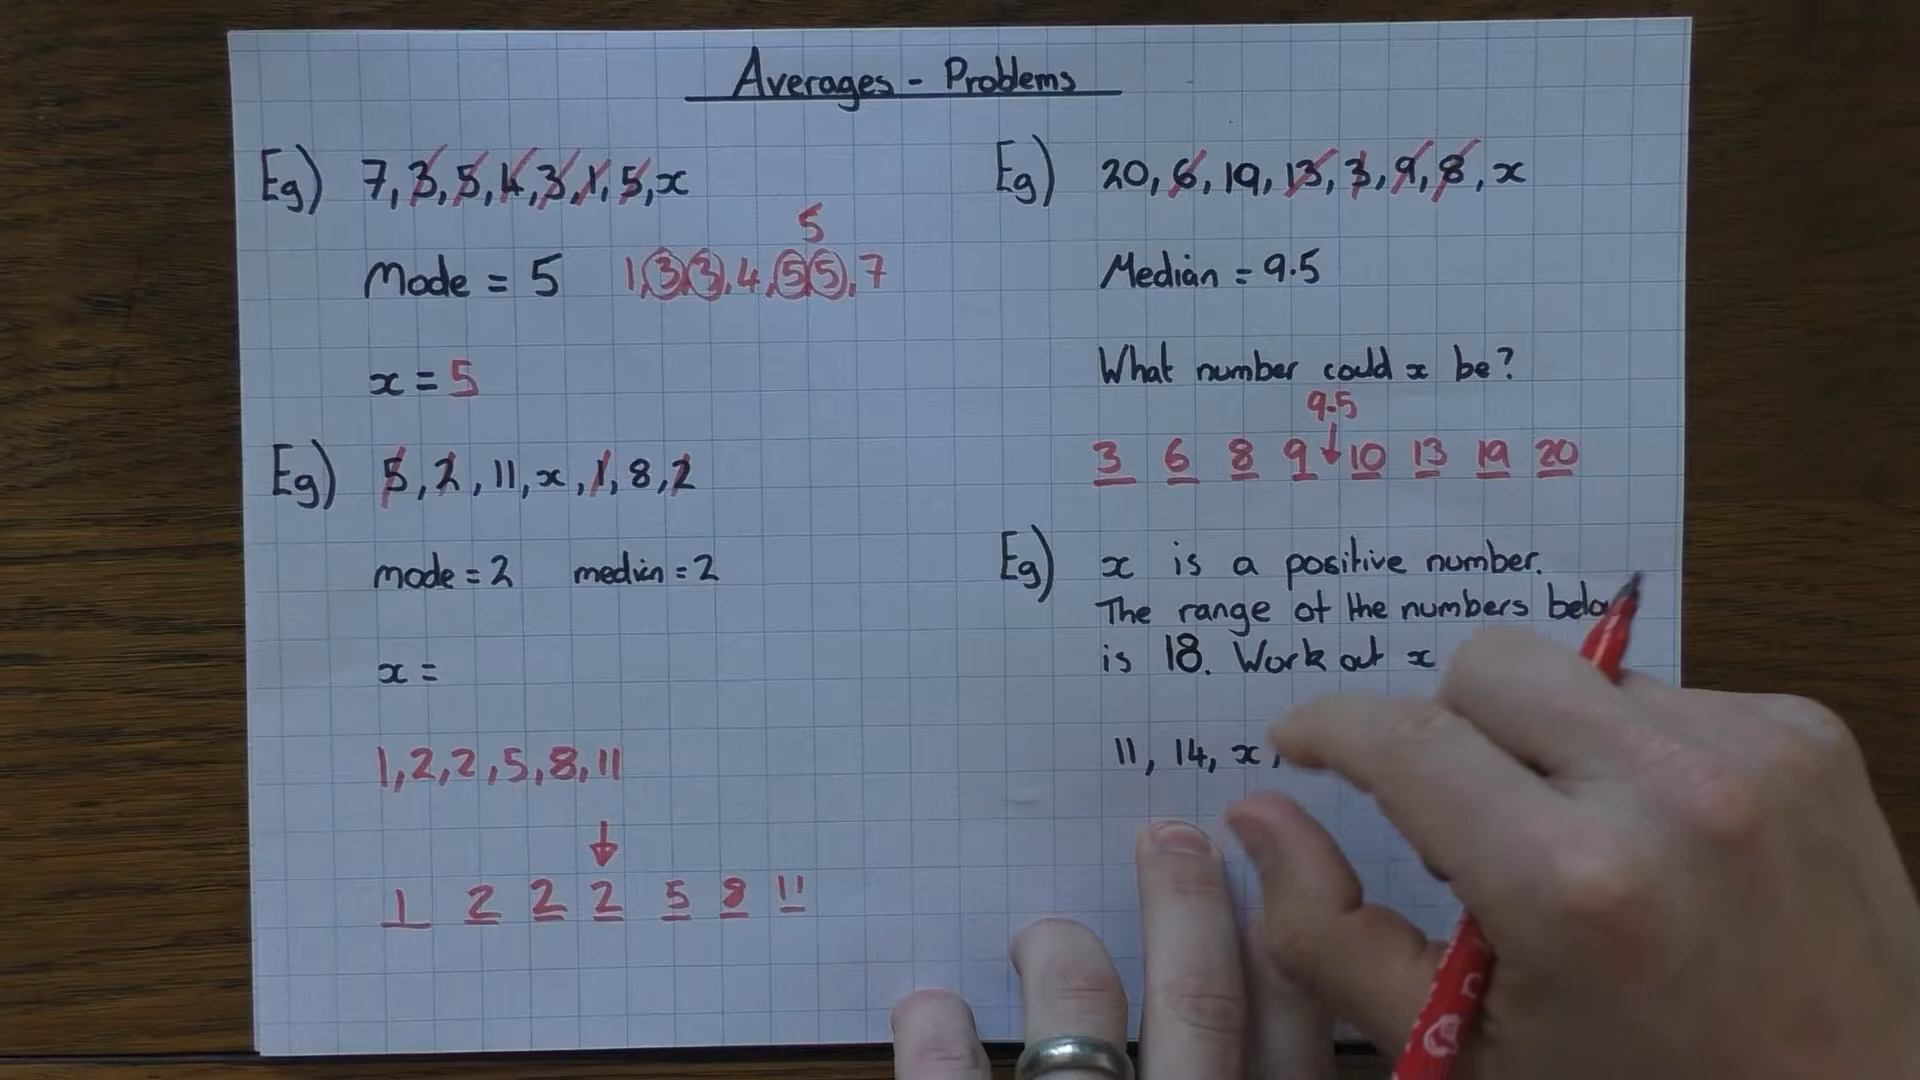 Averages - Problems
Eg) 7, 3, 5, 4, 3, 1, 5, x
5
Mode = 5 1, 3, 3, 4, 5, 5, 7
x = 5
Eg) 5, 2, 11, x, 1, 8, 2
mode = 2 median = 2
x =
1, 2, 2, 5, 8, 11
1 2 2 2 5 8 11
Eg) 20, 6, 19, 13, 3, 9, 8, x
Median = 9.5
What number could x be?
9.5
3 6 8 9 10 13 19 20
Eg) x is a positive number.
The range of the numbers
is 18. Work out x
11, 14, x,